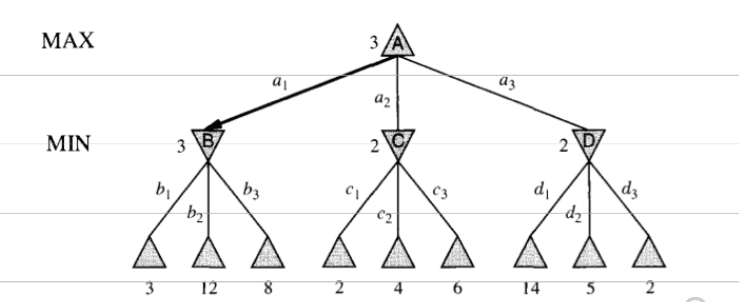 MAX 3 A
a1 a2 a3
MIN 3 B 2 C 2 D
b1 b2 b3 c1 c2 c3 d1 d2 d3
3 12 8 2 4 6 14 5 2